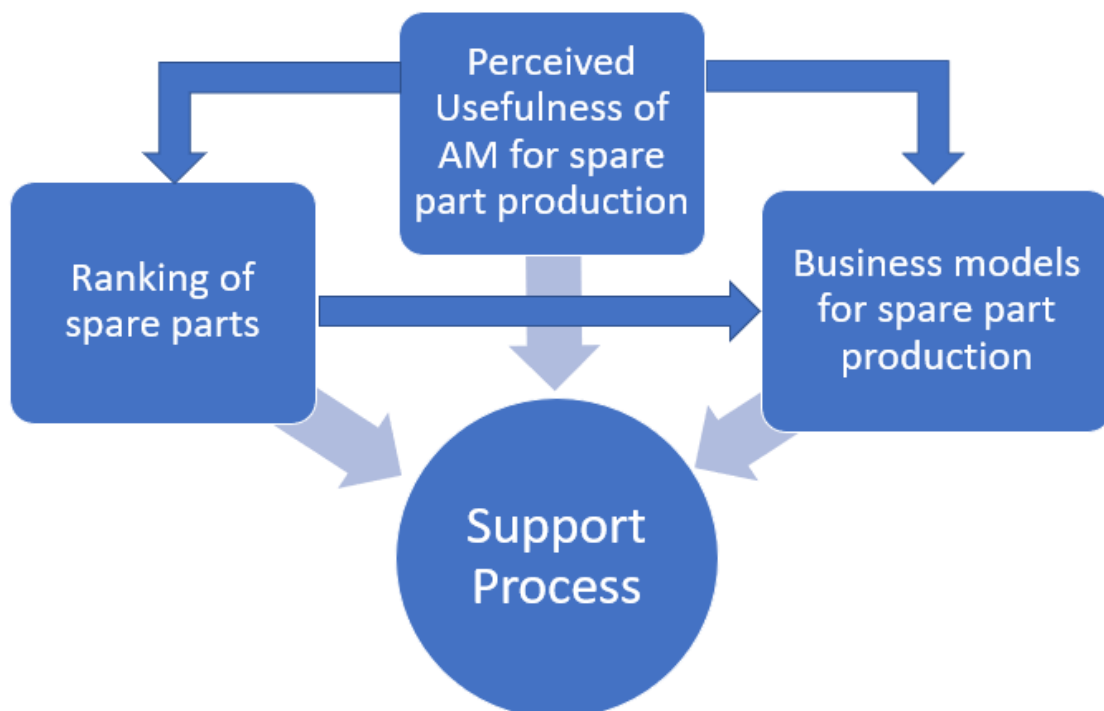 Perceived
Usefulness of
AM for spare
part production
Ranking of
spare parts
Business models
for spare part
production
Support
Process